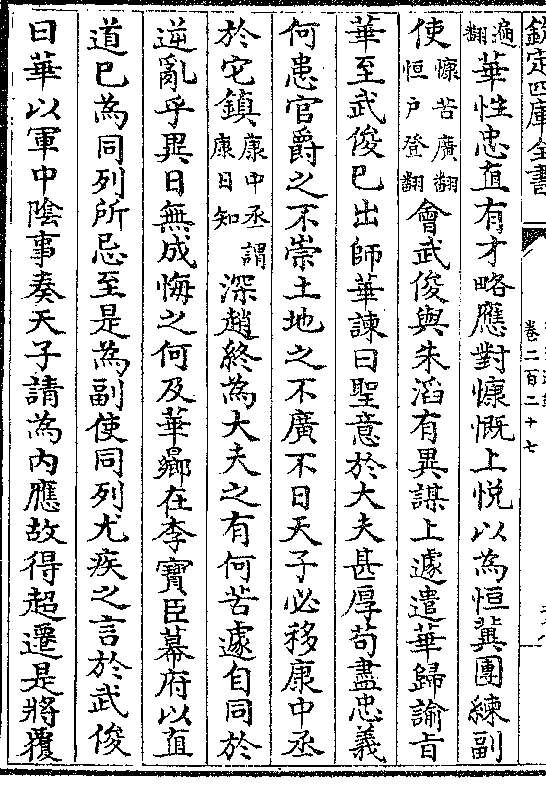 欽定四庫全書
卷二百二十七
遍翻華性忠直有才略應對慷慨上悅以為恒冀團練副
使慷苦廣翻恒户登翻會武俊與朱滔有異謀上遽遣華歸諭旨
華至武俊已出師華諫曰聖意於大夫甚厚苟盡忠義
何患官爵之不崇土地之不廣不日天子必移康中丞
於它鎮康中丞謂康日知深趙終為大夫之有何苦遽自同於
逆亂乎異日無成悔之何及華曏在李寶臣幕府以直
道已為同列所忌至是為副使同列尤疾之言於武俊
曰華以軍中陰事奏天子請為内應故得超遷是將覆